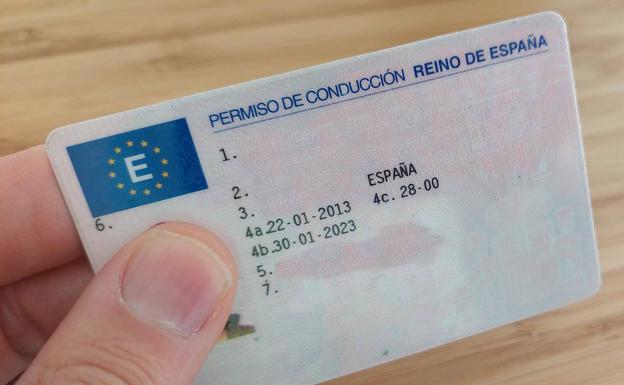 PERMISO DE CONDUCCIÓN REINO DE ESPAÑA
E
1.
2.
3. ESPAÑA
4a.22-01-2013 4c. 28-00
4b.30-01-2023
5.
6.
7.